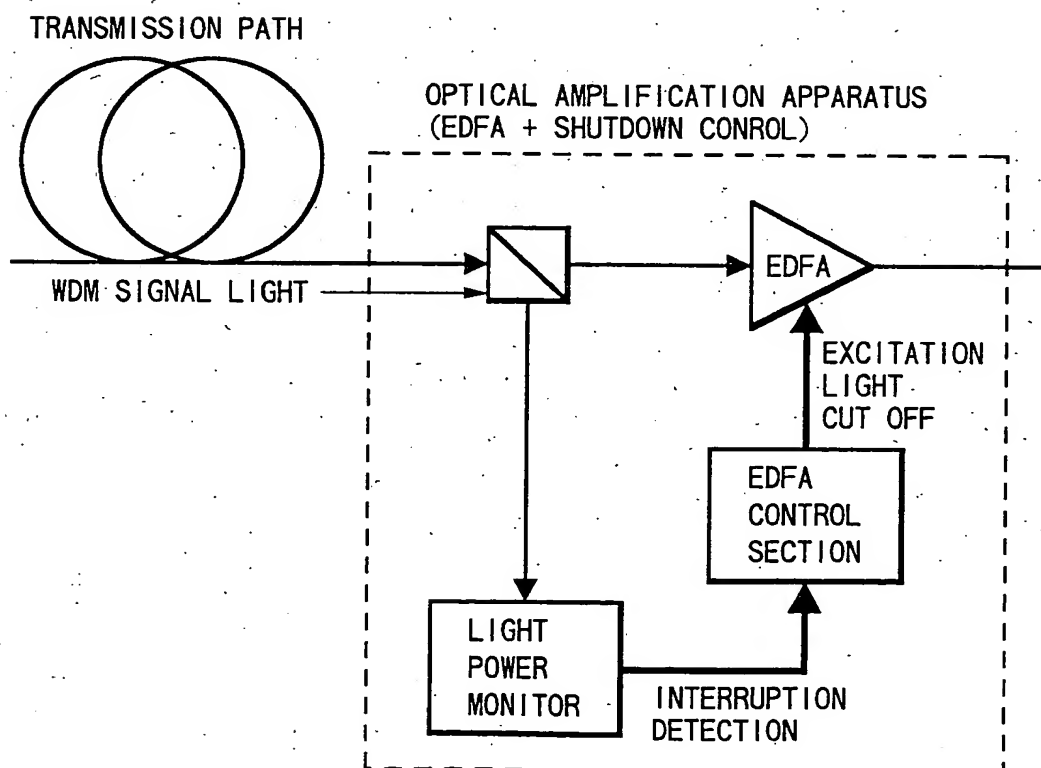 TRANSMISSION PATH
OPTICAL AMPLIFICATION APPARATUS
(EDFA + SHUTDOWN CONROL)
WDM SIGNAL LIGHT
EDFA
EXCITATION
LIGHT
CUT OFF
EDFA
CONTROL
SECTION
LIGHT
POWER
MONITOR
INTERRUPTION
DETECTION